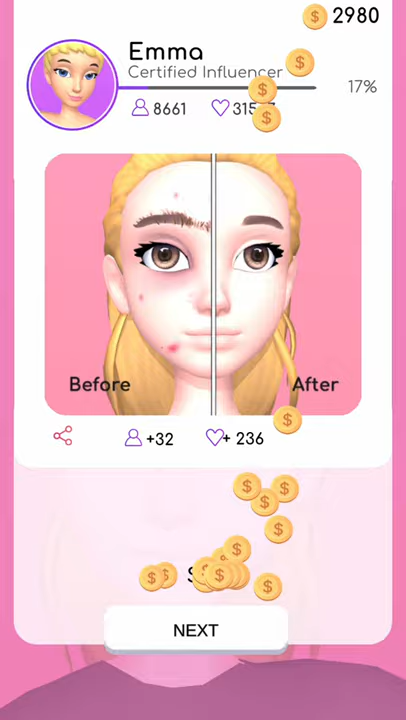 2980
Emma
Certified Influencer
17%
8661
Before
After
+32
+ 236
NEXT